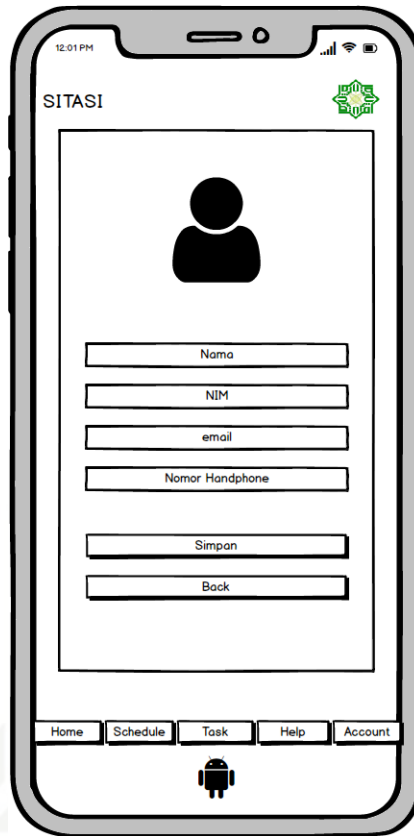 12:01 PM
SITASI
Nama
NIM
email
Nomor Handphone
Simpan
Back
Home Schedule Task Help Account